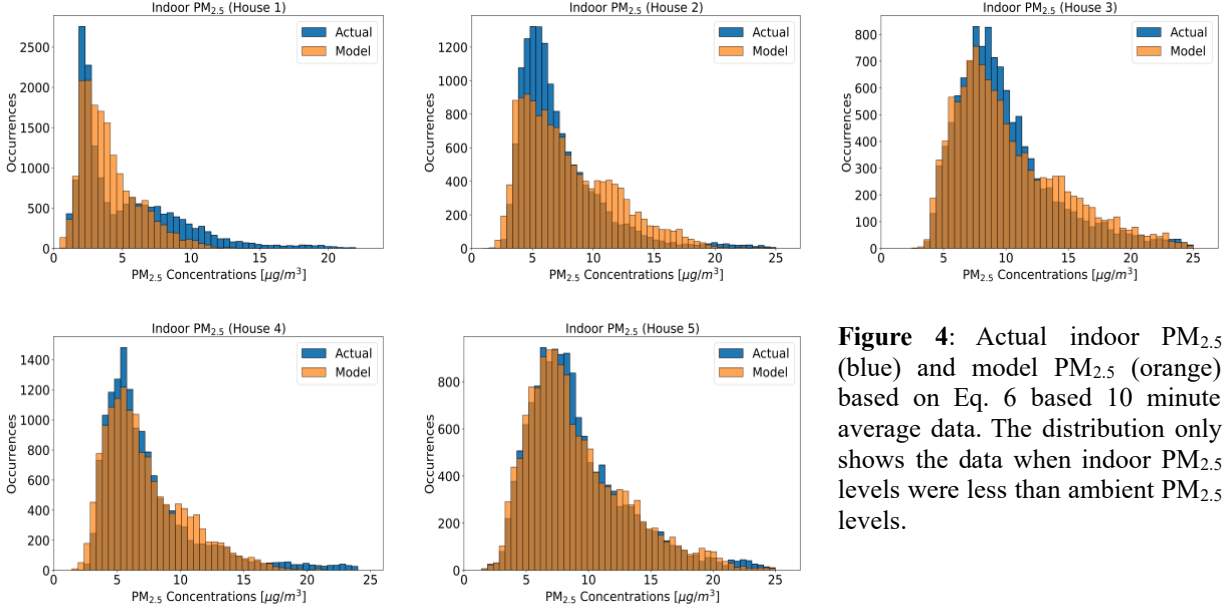 Indoor PM2.5 (House 1)
Actual
Model
Occurrences
2500
2000
1500
1000
500
0
0 5 10 15 20
PM2.5 Concentrations [μg/m³]
Indoor PM2.5 (House 2)
Actual
Model
Occurrences
1200
1000
800
600
400
200
0
0 5 10 15 20 25
PM2.5 Concentrations [μg/m³]
Indoor PM2.5 (House 3)
Actual
Model
Occurrences
800
700
600
500
400
300
200
100
0
0 5 10 15 20 25
PM2.5 Concentrations [μg/m³]
Indoor PM2.5 (House 4)
Actual
Model
Occurrences
1400
1200
1000
800
600
400
200
0
0 5 10 15 20 25
PM2.5 Concentrations [μg/m³]
Indoor PM2.5 (House 5)
Actual
Model
Occurrences
800
600
400
200
0
0 5 10 15 20 25
PM2.5 Concentrations [μg/m³]
Figure 4: Actual indoor PM2.5
(blue) and model PM2.5 (orange)
based on Eq. 6 based 10 minute
average data. The distribution only
shows the data when indoor PM2.5
levels were less than ambient PM2.5
levels.